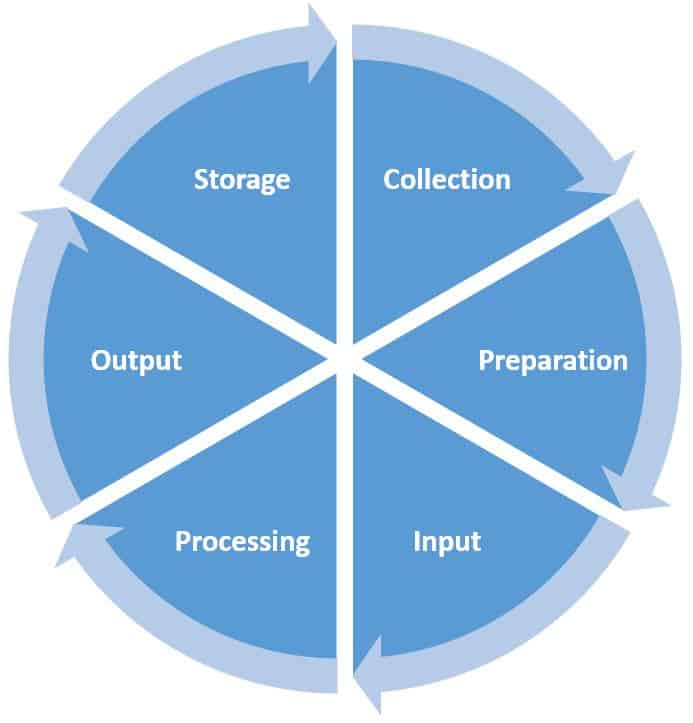 Storage
Collection
Output
Preparation
Processing
Input